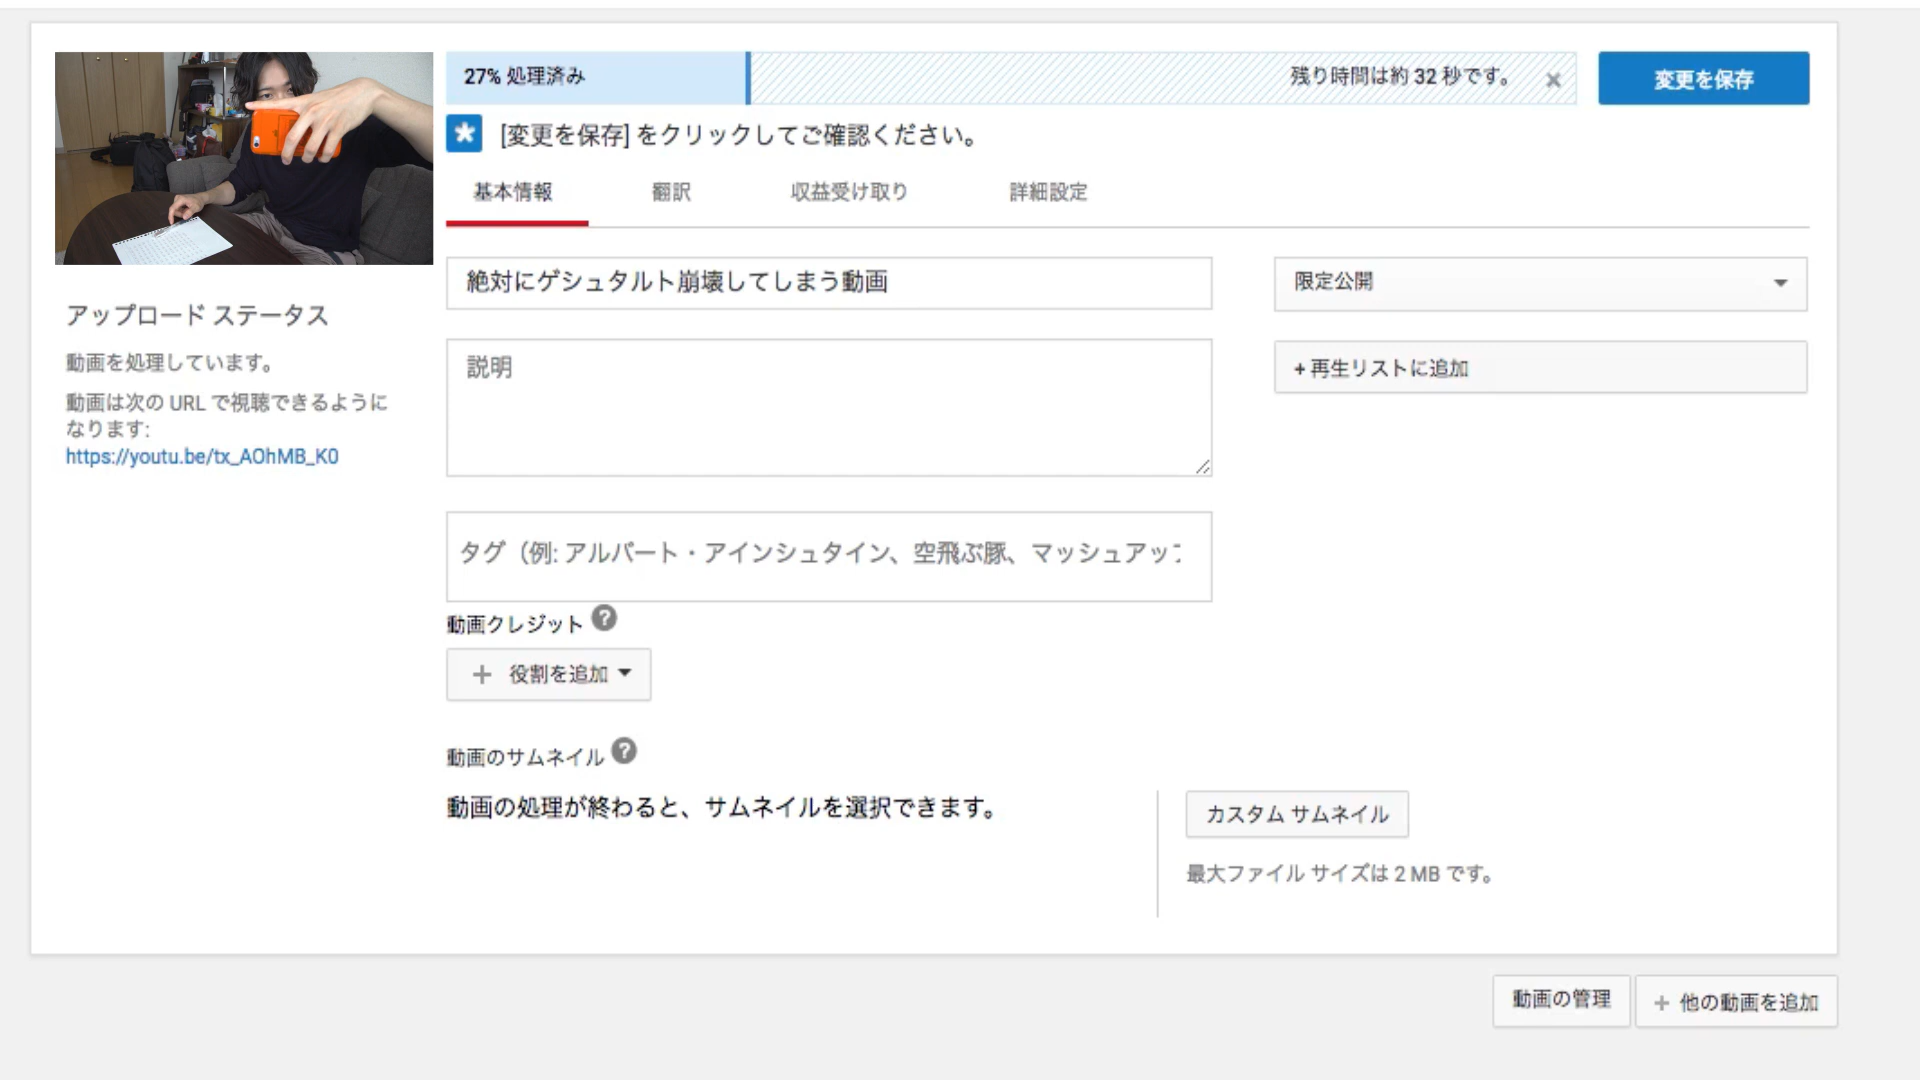 27% 処理済み
残り時間は約 32 秒です。
変更を保存
[変更を保存] をクリックしてご確認ください。
基本情報
翻訳
収益受け取り
詳細設定
絶対にゲシュタルト崩壊してしまう動画
限定公開
アップロード ステータス
動画を処理しています。
動画は次の URL で視聴できるように
なります:
https://youtu.be/tx_AOhMB_K0
説明
+ 再生リストに追加
タグ（例: アルバート・アインシュタイン、空飛ぶ豚、マッシュアッ
動画クレジット
+ 役割を追加
動画のサムネイル
動画の処理が終わると、サムネイルを選択できます。
カスタム サムネイル
最大ファイル サイズは 2 MB です。
動画の管理
+ 他の動画を追加